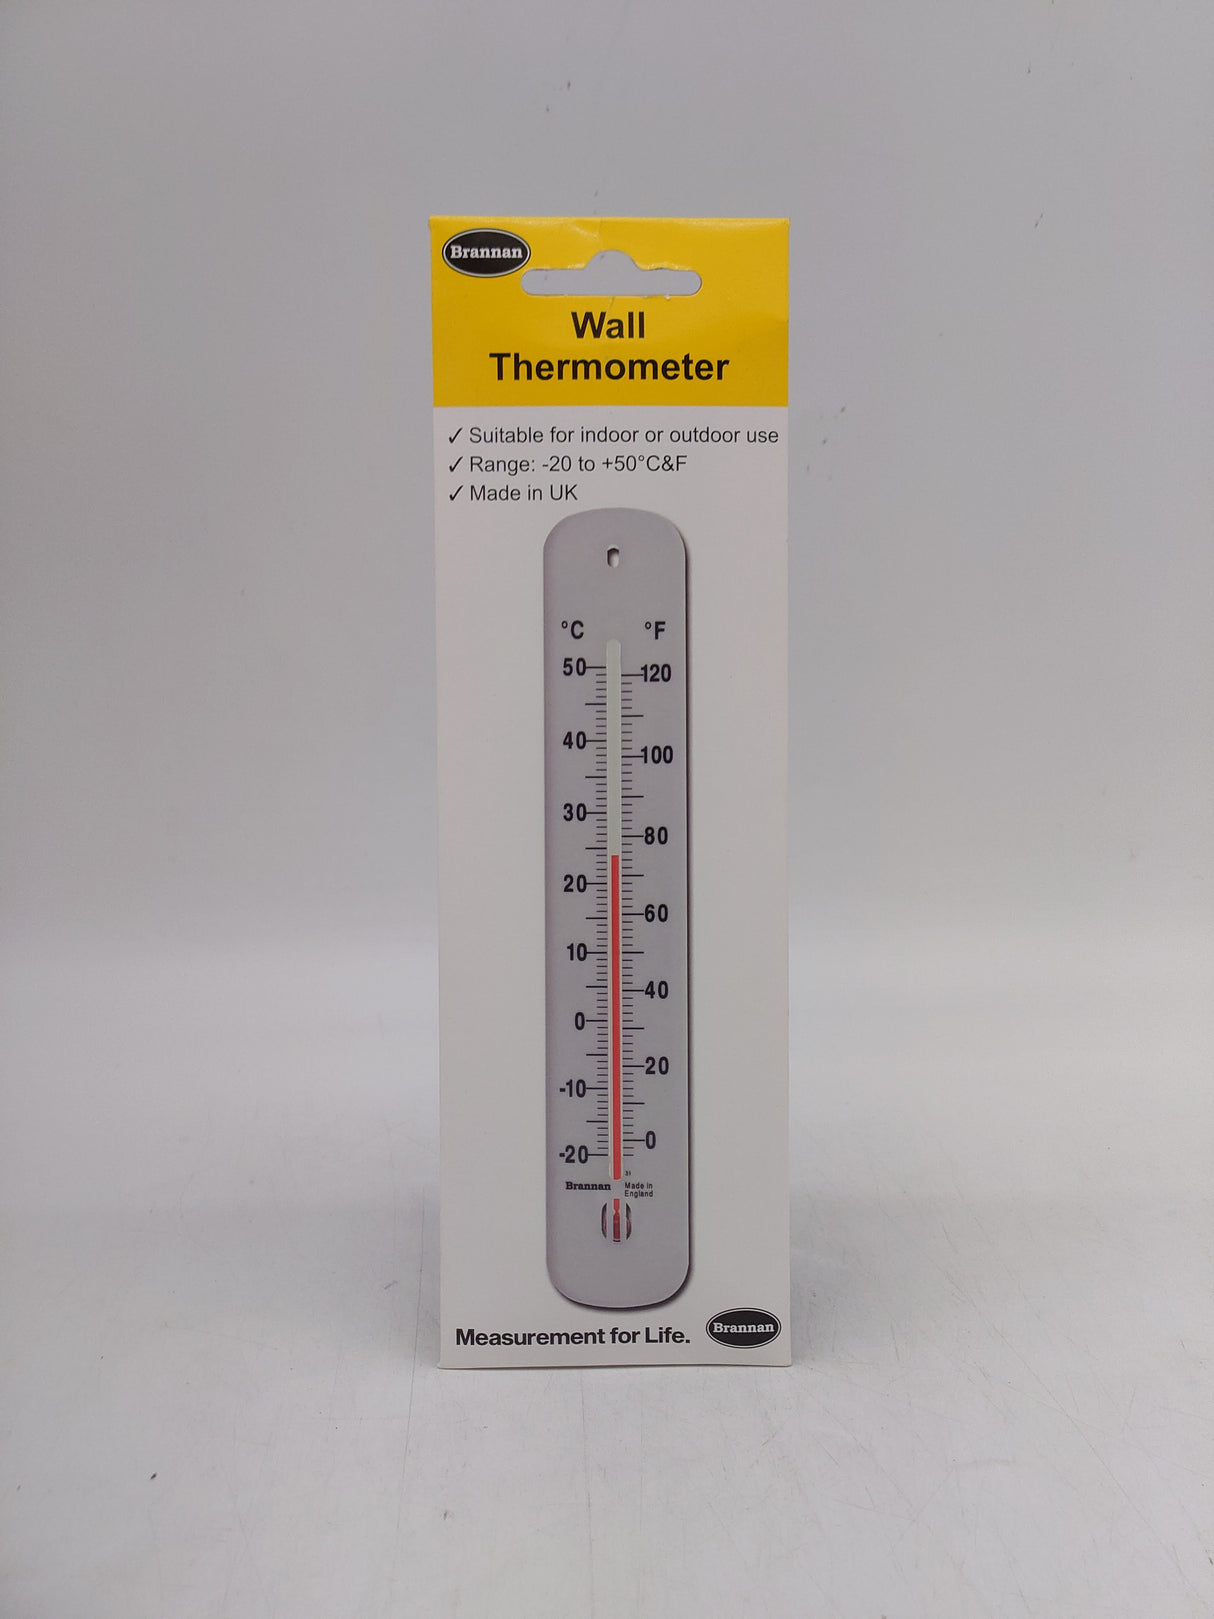 Brannan
Wall
Thermometer
✓ Suitable for indoor or outdoor use
✓ Range: -20 to +50°C&F
✓ Made in UK
°C °F
50 120
40 100
30 80
20 60
10 40
0 20
-10 0
-20
31
Brannan Made in
England
Measurement for Life. Brannan